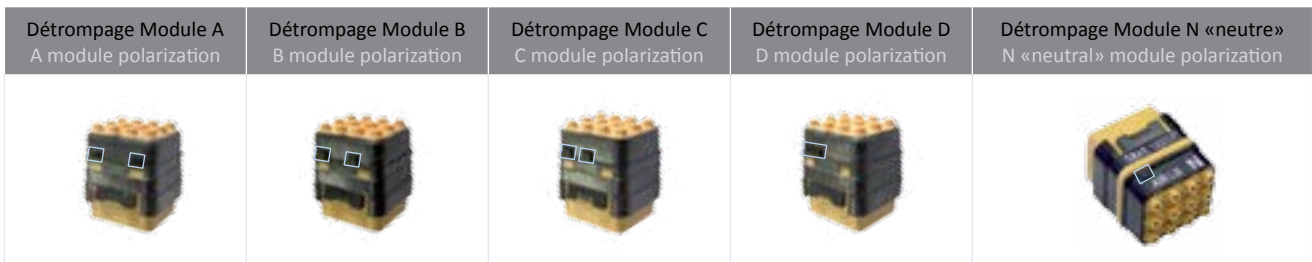 Détrompage Module A
A module polarization
Détrompage Module B
B module polarization
Détrompage Module C
C module polarization
Détrompage Module D
D module polarization
Détrompage Module N «neutre»
N «neutral» module polarization
N